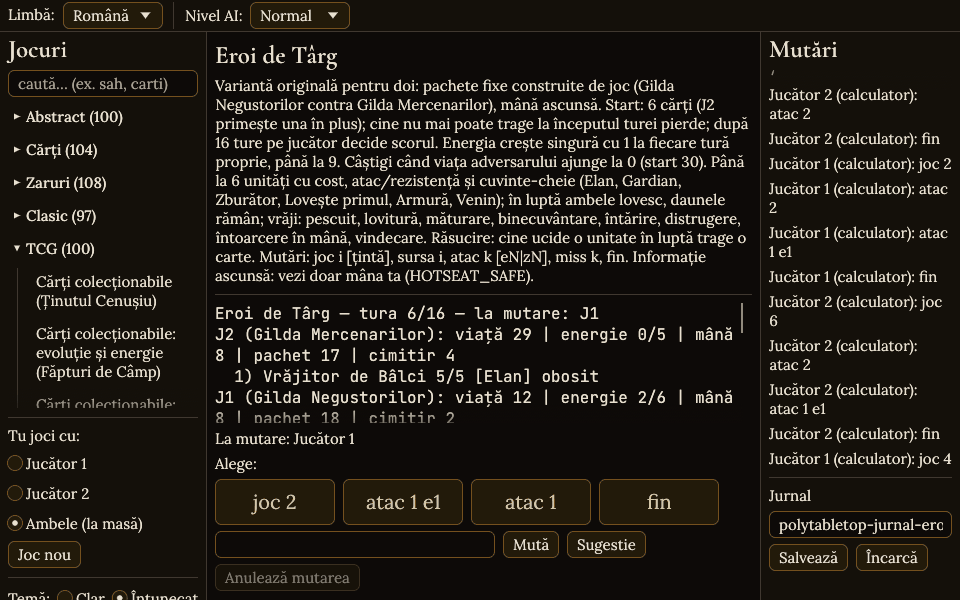 Limbă:
Română
Nivel AI:
Normal
Jocuri
caută... (ex. sah, carti)
Abstract (100)
Cărți (104)
Zaruri (108)
Clasic (97)
TCG (100)
Cărți colecționabile
(Ținutul Cenușiu)
Cărți colecționabile:
evoluție și energie
(Făpturi de Câmp)
Cărți colecționabile:
Tu joci cu:
Jucător 1
Jucător 2
Ambele (la masă)
Joc nou
Temă:
Clar
Întunecat
Eroi de Târg
Variantă originală pentru doi: pachete fixe construite de joc (Gilda
Negustorilor contra Gilda Mercenarilor), mână ascunsă. Start: 6 cărți (J2
primește una în plus); cine nu mai poate trage la începutul turei pierde; după
16 ture pe jucător decide scorul. Energia crește singură cu 1 la fiecare tură
proprie, până la 9. Câștigi când viața adversarului ajunge la 0 (start 30). Până
la 6 unități cu cost, atac/rezistență și cuvinte-cheie (Elan, Gardian,
Zburător, Lovește primul, Armură, Venin); în luptă ambele lovesc, daunele
rămân; vrăji: pescuit, lovitură, măturare, binecuvântare, întărire, distrugere,
întoarcere în mână, vindecare. Răsucire: cine ucide o unitate în luptă trage o
carte. Mutări: joc i [țintă], sursa i, atac k [eN|zN], miss k, fin. Informație
ascunsă: vezi doar mâna ta (HOTSEAT_SAFE).
Eroi de Târg — tura 6/16 — la mutare: J1
J2 (Gilda Mercenarilor): viață 29 | energie 0/5 | mână
8 | pachet 17 | cimitir 4
1) Vrăjitor de Bâlci 5/5 [Elan] obosit
J1 (Gilda Negustorilor): viață 12 | energie 2/6 | mână
8 | pachet 18 | cimitir 2
La mutare: Jucător 1
Alege:
joc 2
atac 1 e1
atac 1
fin
Mută
Sugestie
Anulează mutarea
Mutări
Jucător 2 (calculator):
atac 2
Jucător 2 (calculator): fin
Jucător 1 (calculator): joc 2
Jucător 1 (calculator): atac
2
Jucător 1 (calculator): atac
1 e1
Jucător 1 (calculator): fin
Jucător 2 (calculator): joc
6
Jucător 2 (calculator):
atac 2
Jucător 2 (calculator):
atac 1 e1
Jucător 2 (calculator): fin
Jucător 1 (calculator): joc 4
Jurnal
polytabletop-jurnal-ero
Salvează
Încarcă